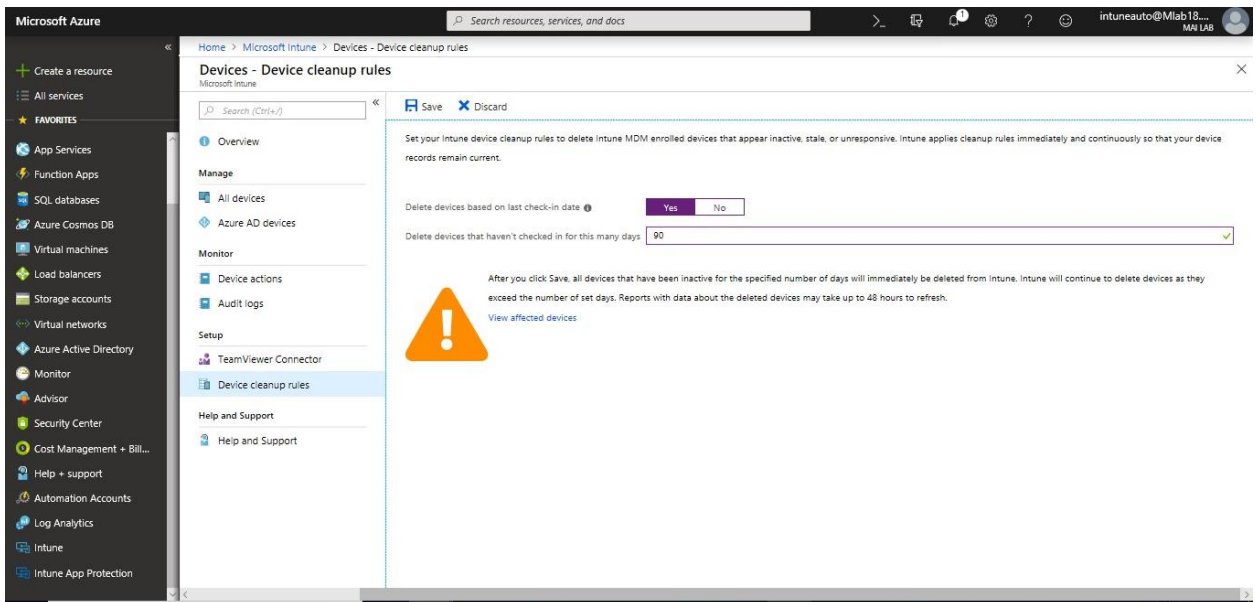 Microsoft Azure
Search resources, services, and docs
>_
1
?
intuneauto@Mlab18....
MAI LAB
«
Create a resource
All services
FAVORITES
App Services
Function Apps
SQL databases
Azure Cosmos DB
Virtual machines
Load balancers
Storage accounts
Virtual networks
Azure Active Directory
Monitor
Advisor
Security Center
Cost Management + Bill...
Help + support
Automation Accounts
Log Analytics
Intune
Intune App Protection
Home > Microsoft Intune > Devices - Device cleanup rules
Devices - Device cleanup rules
Microsoft Intune
Search (Ctrl+/)
«
Overview
Manage
All devices
Azure AD devices
Monitor
Device actions
Audit logs
Setup
TeamViewer Connector
Device cleanup rules
Help and Support
Help and Support
Save Discard
Set your Intune device cleanup rules to delete Intune MDM enrolled devices that appear inactive, stale, or unresponsive. Intune applies cleanup rules immediately and continuously so that your device
records remain current.
Delete devices based on last check-in date Yes No
Delete devices that haven't checked in for this many days 90
After you click Save, all devices that have been inactive for the specified number of days will immediately be deleted from Intune. Intune will continue to delete devices as they
exceed the number of set days. Reports with data about the deleted devices may take up to 48 hours to refresh.
View affected devices